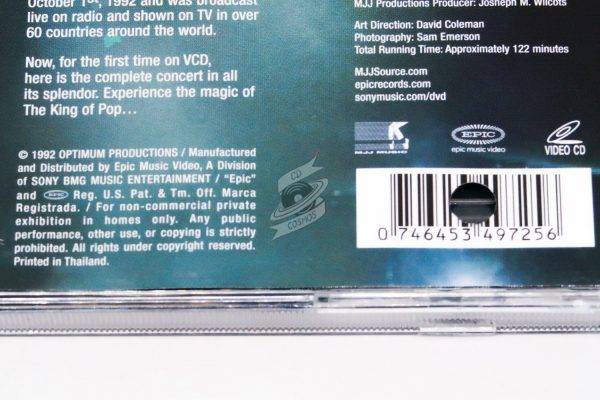 October 1st, 1992 and was broadcast
live on radio and shown on TV in over
60 countries around the world.
Now, for the first time on VCD,
here is the complete concert in all
its splendor. Experience the magic of
The King of Pop…
© 1992 OPTIMUM PRODUCTIONS / Manufactured
and Distributed by Epic Music Video, A Division
of SONY BMG MUSIC ENTERTAINMENT / "Epic"
and EPIC Reg. U.S. Pat. & Tm. Off. Marca
Registrada. / For non-commercial private
exhibition in homes only. Any public
performance, other use, or copying is strictly
prohibited. All rights under copyright reserved.
Printed in Thailand.
MJJ Productions Producer: Josheph M. Wilcots
Art Direction: David Coleman
Photography: Sam Emerson
Total Running Time: Approximately 122 minutes
MJJSource.com
epicrecords.com
sonymusic.com/dvd
MJJ MUSIC
EPIC
epic music video
VIDEO CD
0 746453 497256
CD
COSMOS